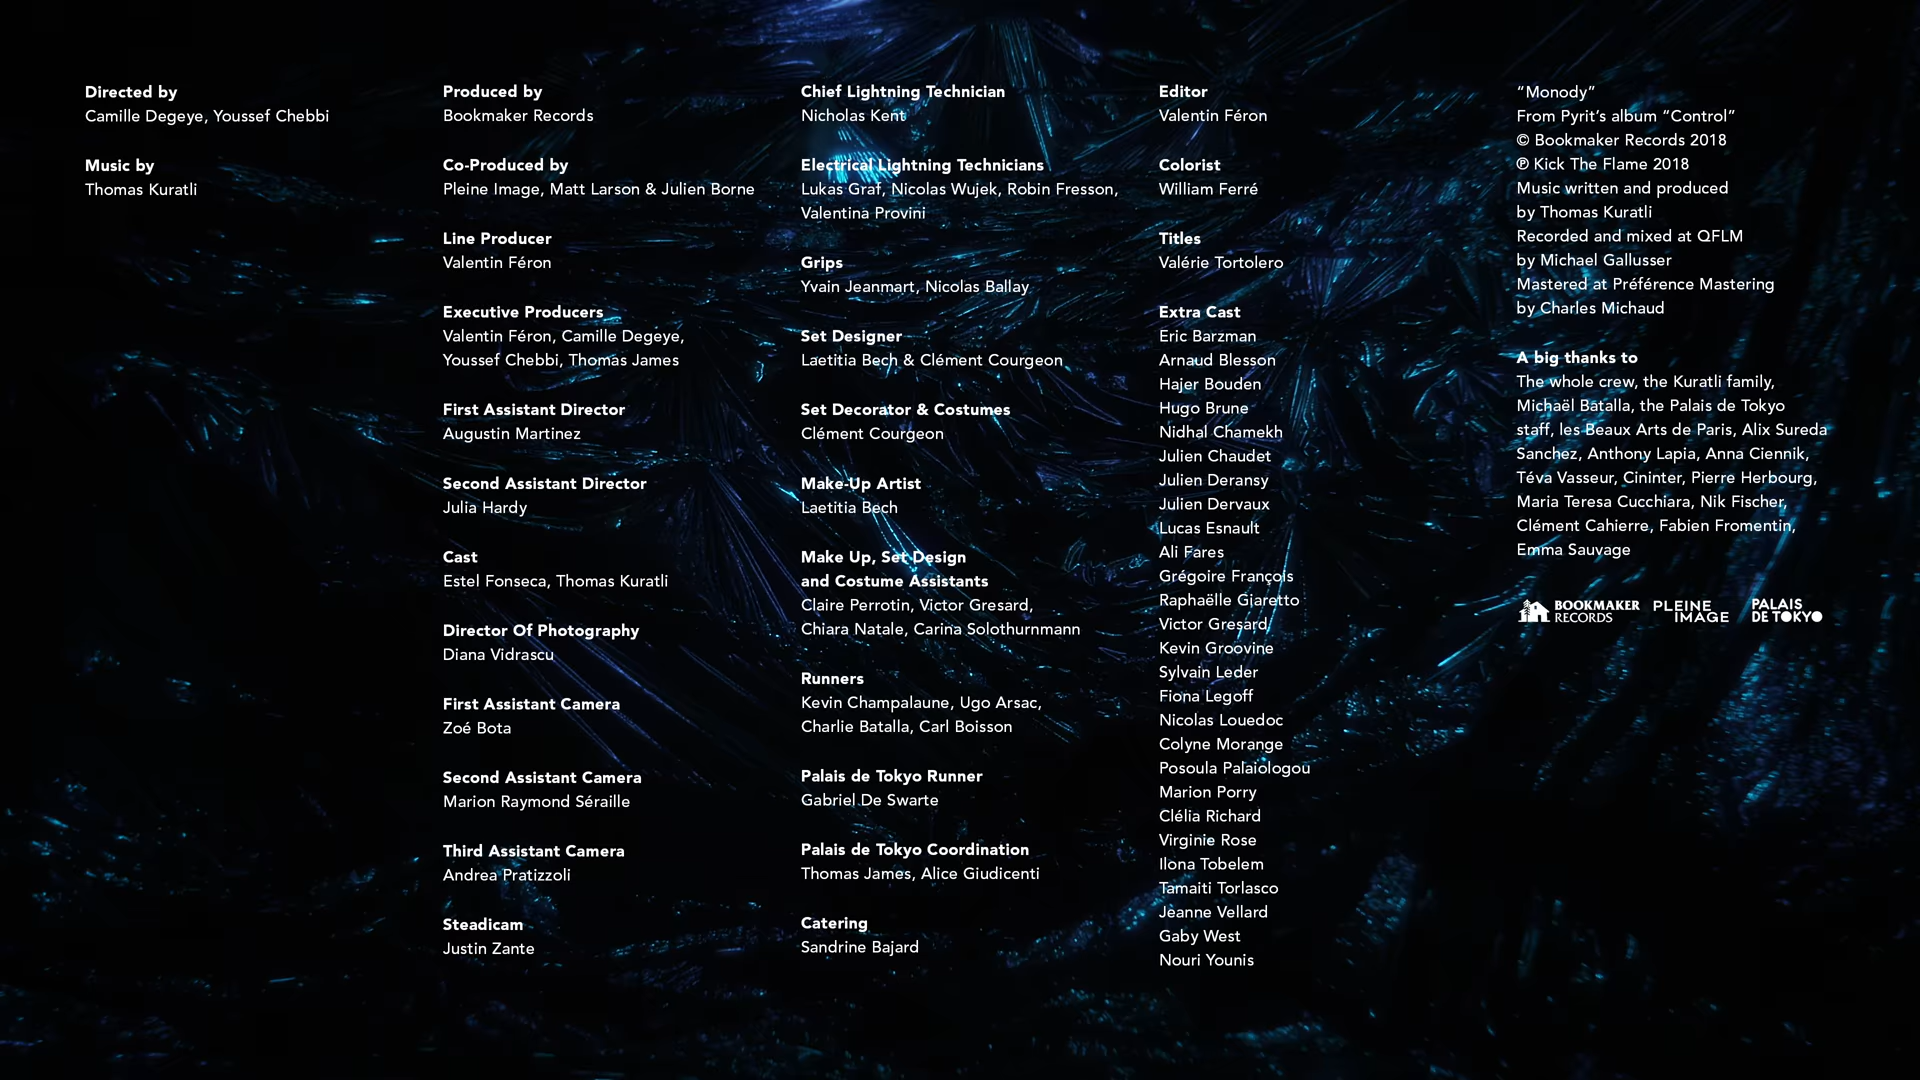 Directed by
Camille Degeye, Youssef Chebbi
Music by
Thomas Kuratli
Produced by
Bookmaker Records
Co-Produced by
Pleine Image, Matt Larson & Julien Borne
Line Producer
Valentin Féron
Executive Producers
Valentin Féron, Camille Degeye,
Youssef Chebbi, Thomas James
First Assistant Director
Augustin Martinez
Second Assistant Director
Julia Hardy
Cast
Estel Fonseca, Thomas Kuratli
Director Of Photography
Diana Vidrascu
First Assistant Camera
Zoé Bota
Second Assistant Camera
Marion Raymond Séraille
Third Assistant Camera
Andrea Pratizzoli
Steadicam
Justin Zante
Chief Lightning Technician
Nicholas Kent
Electrical Lightning Technicians
Lukas Graf, Nicolas Wujek, Robin Fresson,
Valentina Provini
Grips
Yvain Jeanmart, Nicolas Ballay
Set Designer
Laetitia Bech & Clément Courgeon
Set Decorator & Costumes
Clément Courgeon
Make-Up Artist
Laetitia Bech
Make Up, Set Design
and Costume Assistants
Claire Perrotin, Victor Gresard,
Chiara Natale, Carina Solothurnmann
Runners
Kevin Champalaune, Ugo Arsac,
Charlie Batalla, Carl Boisson
Palais de Tokyo Runner
Gabriel De Swarte
Palais de Tokyo Coordination
Thomas James, Alice Giudicenti
Catering
Sandrine Bajard
Editor
Valentin Féron
Colorist
William Ferré
Titles
Valérie Tortolero
Extra Cast
Eric Barzman
Arnaud Blesson
Hajer Bouden
Hugo Brune
Nidhal Chamekh
Julien Chaudet
Julien Deransy
Julien Dervaux
Lucas Esnault
Ali Fares
Grégoire François
Raphaëlle Giaretto
Victor Gresard
Kevin Groovine
Sylvain Leder
Fiona Legoff
Nicolas Louedoc
Colyne Morange
Posoula Palaiologou
Marion Porry
Clélia Richard
Virginie Rose
Ilona Tobelem
Tamaiti Torlasco
Jeanne Vellard
Gaby West
Nouri Younis
“Monody”
From Pyrit’s album “Control”
© Bookmaker Records 2018
℗ Kick The Flame 2018
Music written and produced
by Thomas Kuratli
Recorded and mixed at QFLM
by Michael Gallusser
Mastered at Préférence Mastering
by Charles Michaud
A big thanks to
The whole crew, the Kuratli family,
Michaël Batalla, the Palais de Tokyo
staff, les Beaux Arts de Paris, Alix Sureda
Sanchez, Anthony Lapia, Anna Ciennik,
Téva Vasseur, Cininter, Pierre Herbourg,
Maria Teresa Cucchiara, Nik Fischer,
Clément Cahierre, Fabien Fromentin,
Emma Sauvage
BOOKMAKER
RECORDS
PLEINE
IMAGE
PALAIS
DE TOKYO